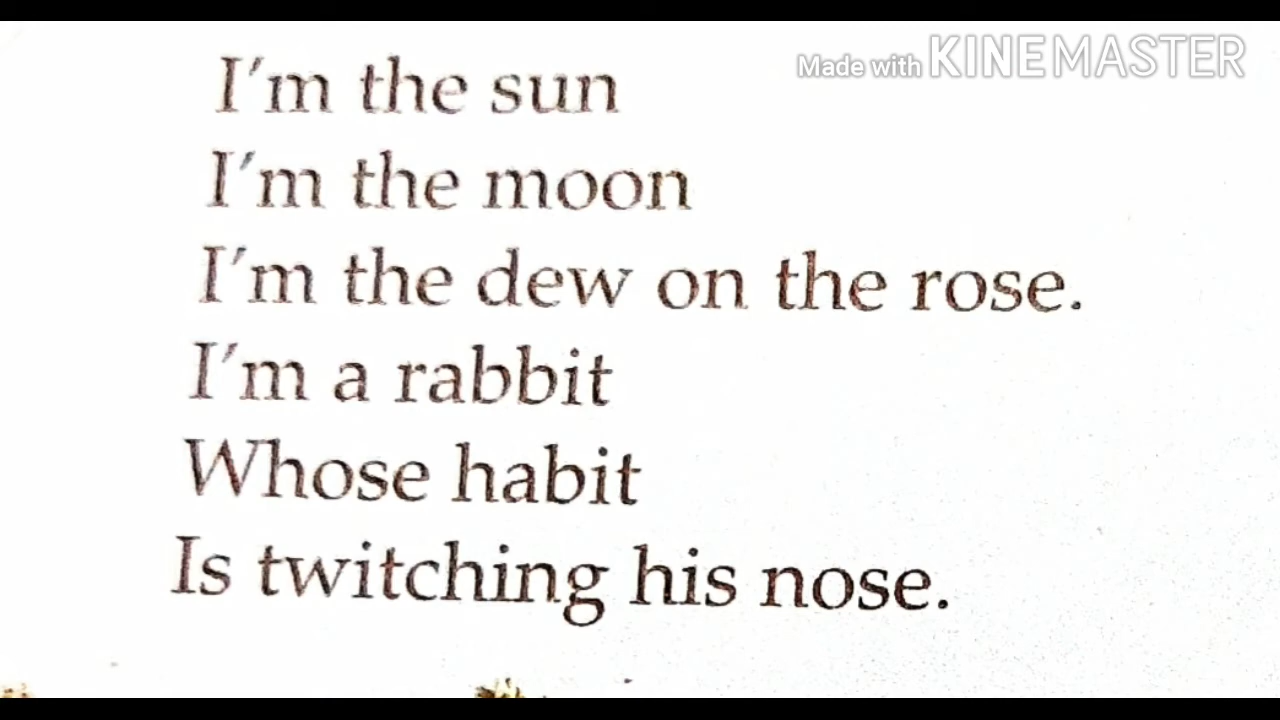 Made with KINEMASTER
I'm the sun
I'm the moon
I'm the dew on the rose.
I'm a rabbit
Whose habit
Is twitching his nose.